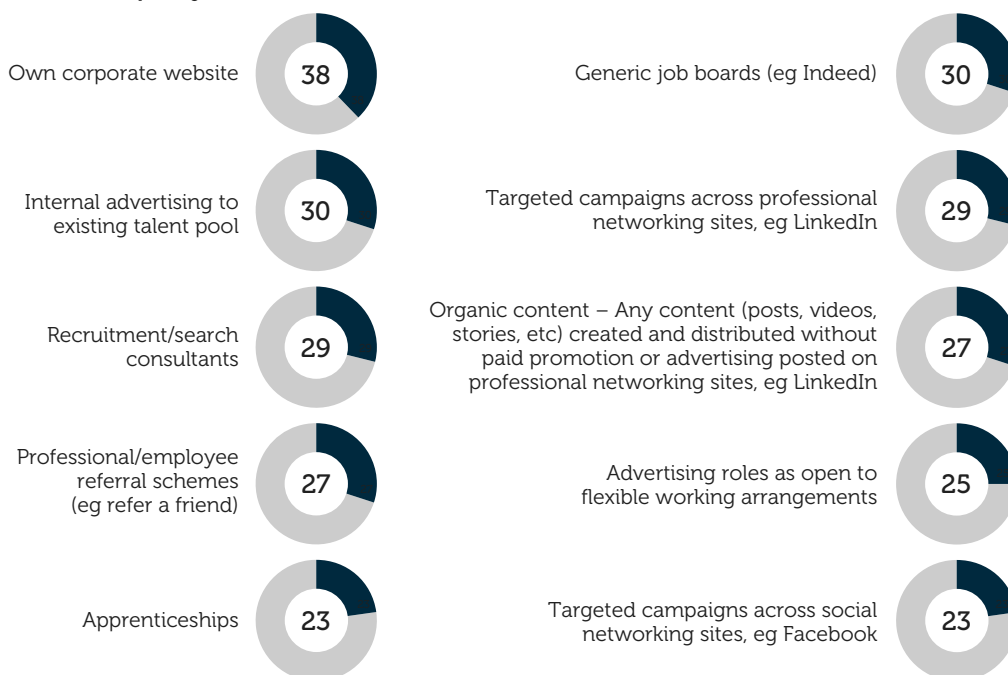 Own corporate website
38
Generic job boards (eg Indeed)
30
Internal advertising to
existing talent pool
30
Targeted campaigns across professional
networking sites, eg LinkedIn
29
Recruitment/search
consultants
29
Organic content – Any content (posts, videos,
stories, etc) created and distributed without
paid promotion or advertising posted on
professional networking sites, eg LinkedIn
27
Professional/employee
referral schemes
(eg refer a friend)
27
Advertising roles as open to
flexible working arrangements
25
Apprenticeships
23
Targeted campaigns across social
networking sites, eg Facebook
23